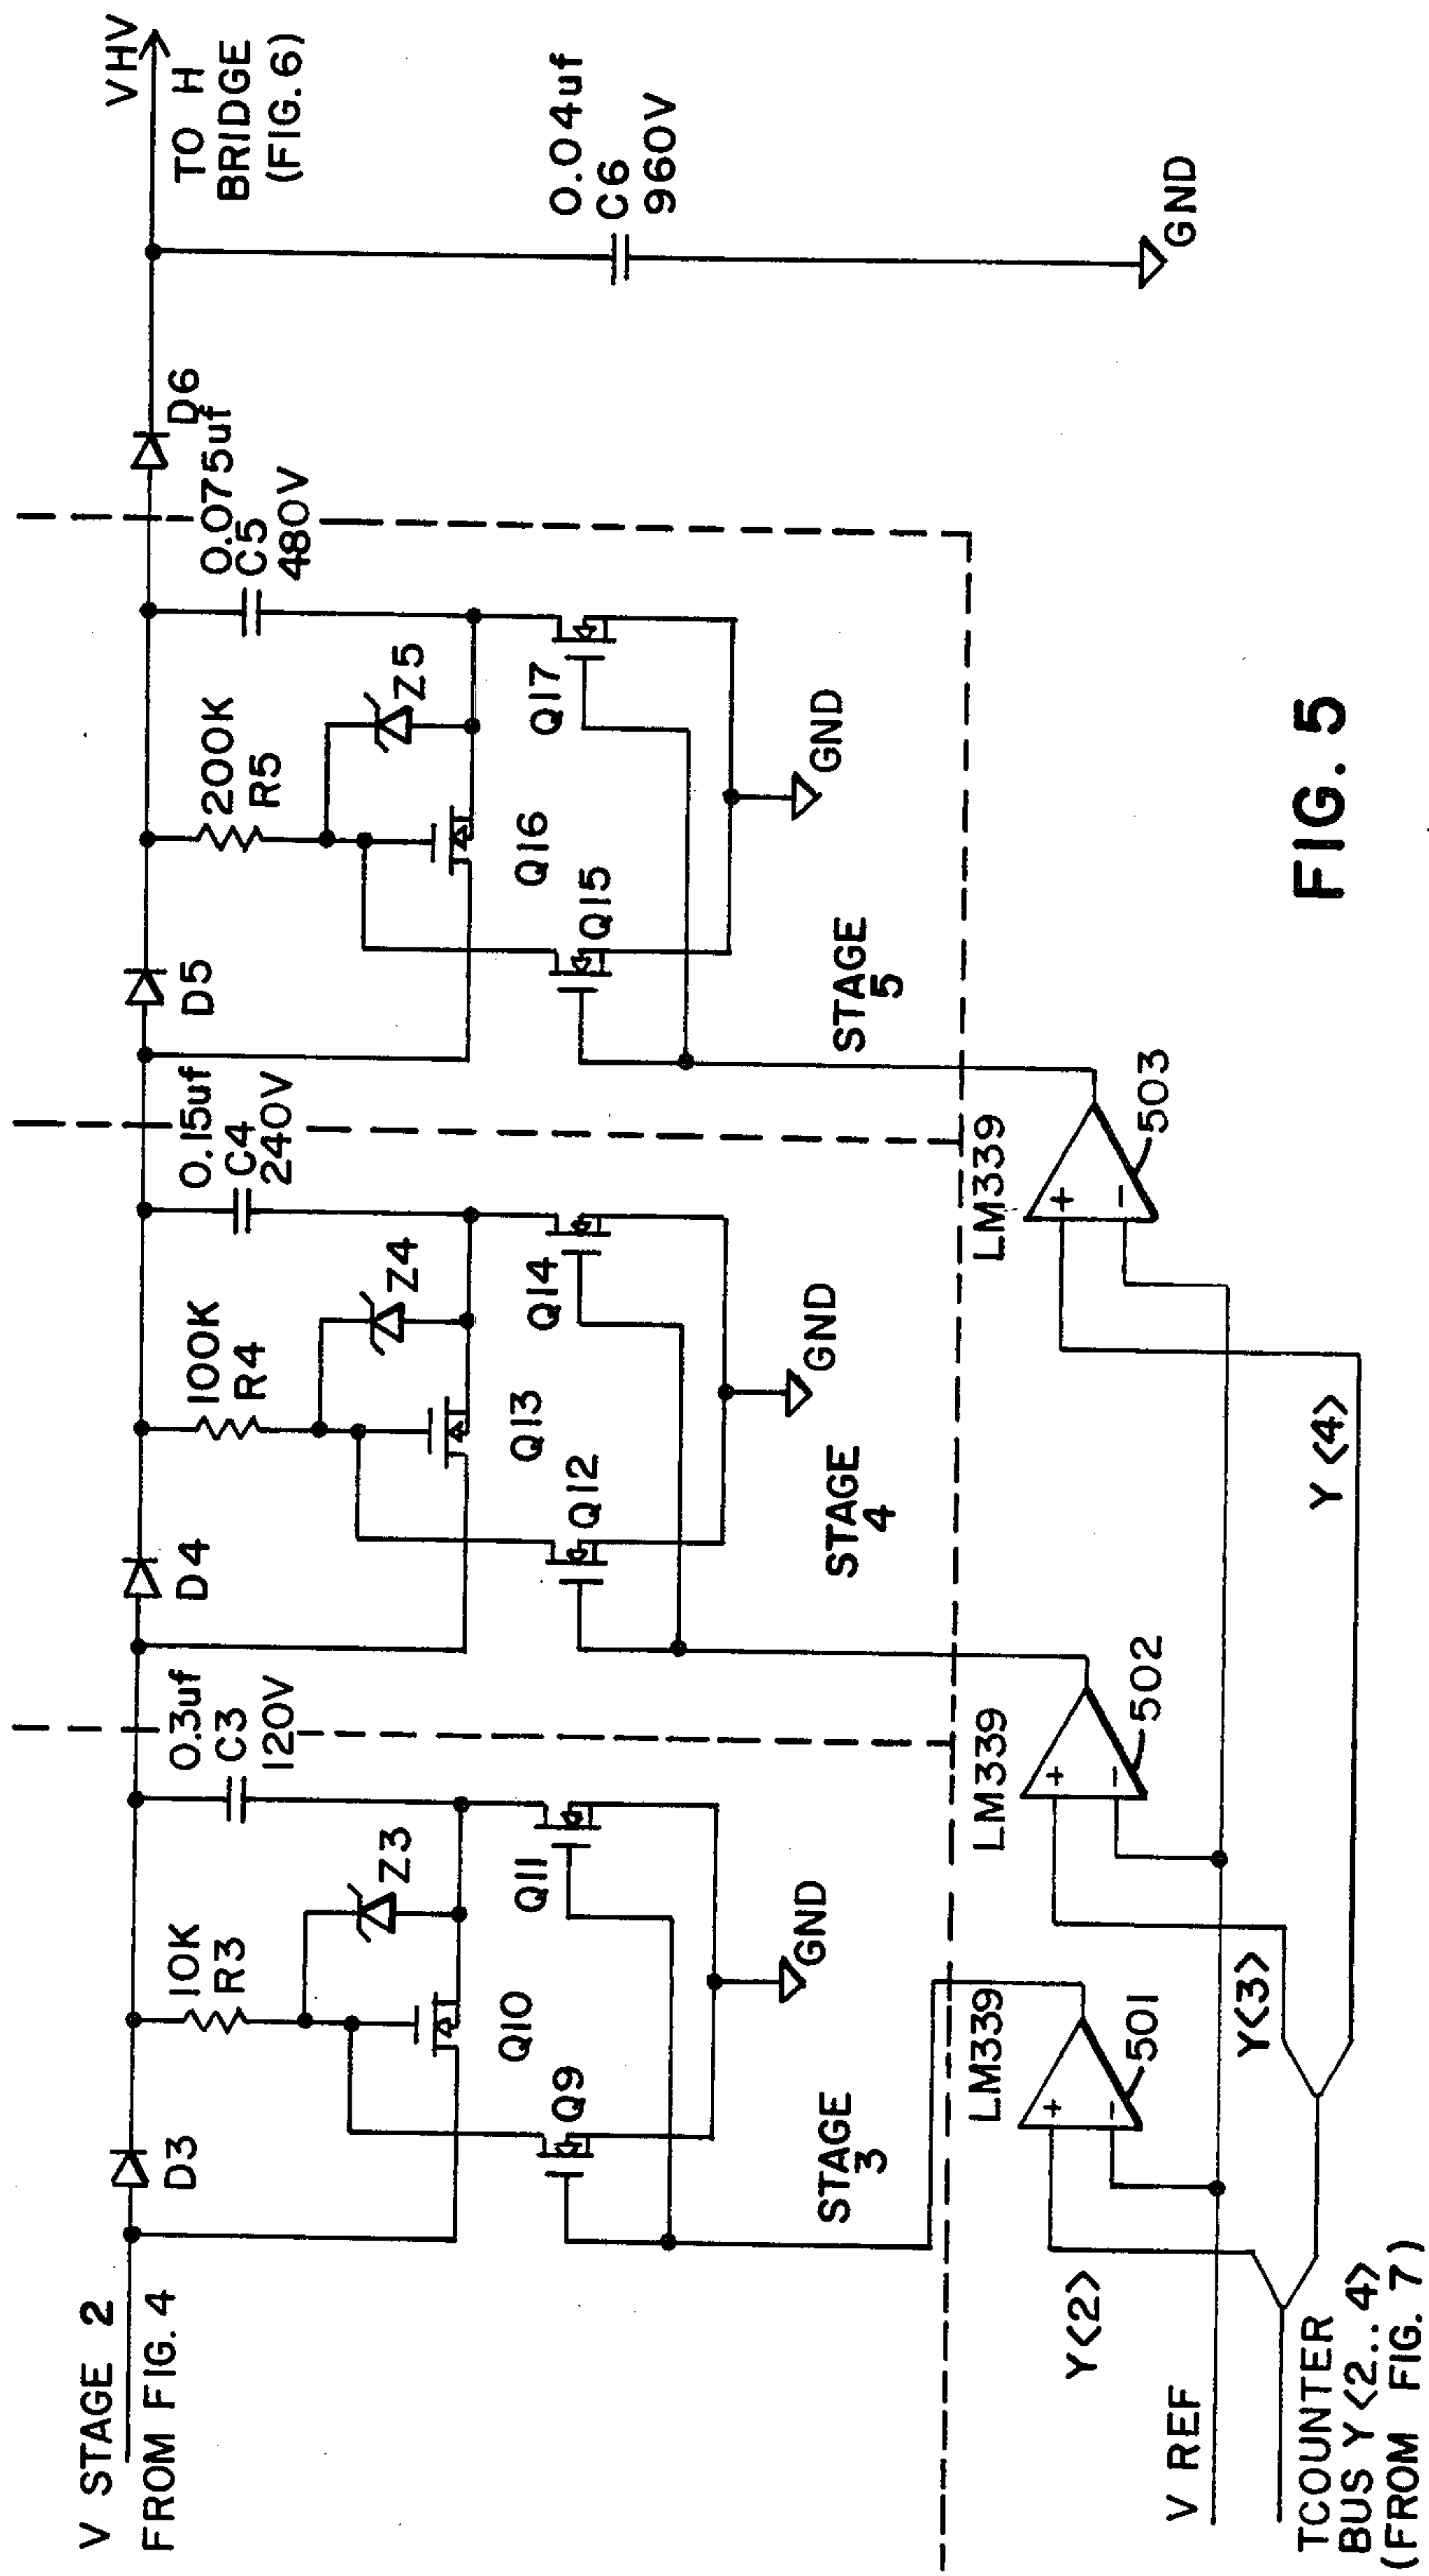 V STAGE 2
FROM FIG. 4
D3
10K
R3
Z3
0.3uf
C3
120V
Q9
Q10
Q11
GND
STAGE
3
D4
100K
R4
Z4
0.15uf
C4
240V
Q12
Q13
Q14
GND
STAGE
4
D5
200K
R5
Z5
0.075uf
C5
480V
Q15
Q16
Q17
GND
STAGE
5
D6
VHV
TO H
BRIDGE
(FIG. 6)
0.04uf
C6
960V
GND
LM339
+
−
501
LM339
+
−
502
LM339
+
−
503
Y<2>
Y<3>
Y<4>
V REF
TCOUNTER
BUS Y<2..4>
(FROM FIG. 7)
FIG. 5